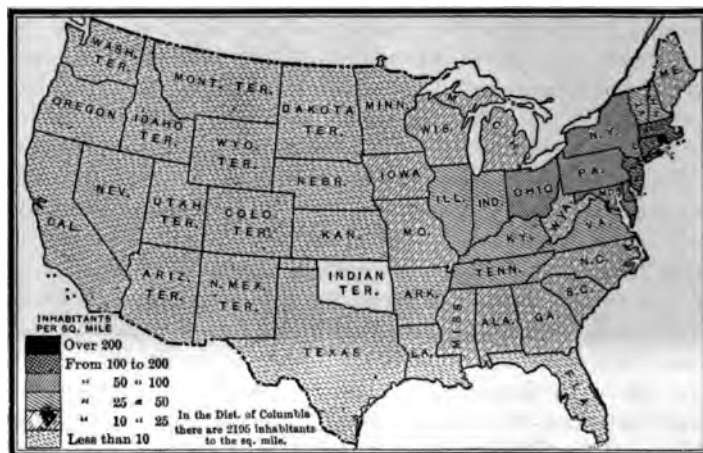 WASH. TER.
MONT. TER.
DAKOTA TER.
MINN.
OREGON
IDAHO TER.
WYO. TER.
WIS.
M I C H.
N.Y.
VT.
N.H.
ME.
NEV.
UTAH TER.
COLO. TER.
NEBR.
IOWA
ILL.
IND.
OHIO
PA.
CAL.
KAN.
MO.
KY.
W.VA.
VA.
ARIZ. TER.
N. MEX. TER.
INDIAN TER.
ARK.
TENN.
N.C.
S.C.
TEXAS
LA.
MISS.
ALA.
GA.
FLA.
INHABITANTS
PER SQ. MILE
Over 200
From 100 to 200
" 50 " 100
" 25 " 50
" 10 " 25
Less than 10
In the Dist. of Columbia
there are 2195 inhabitants
to the sq. mile.